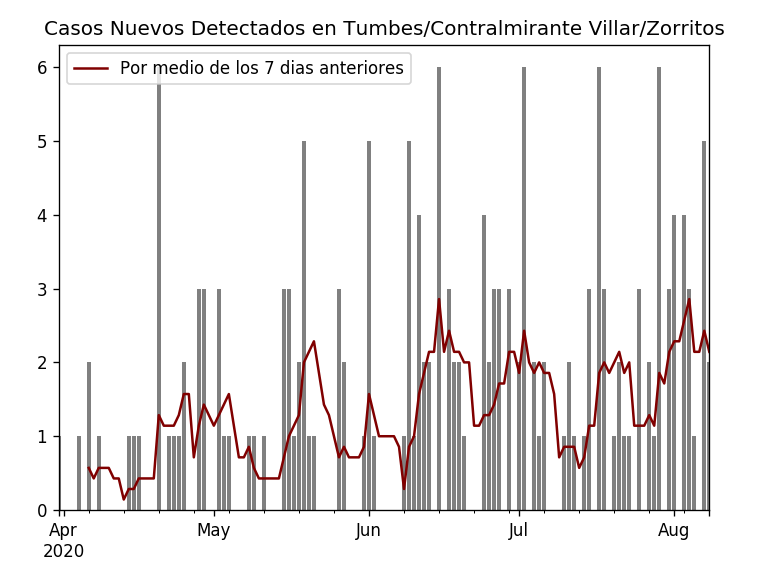 Casos Nuevos Detectados en Tumbes/Contralmirante Villar/Zorritos
Por medio de los 7 dias anteriores
6
5
4
3
2
1
0
Apr May Jun Jul Aug
2020